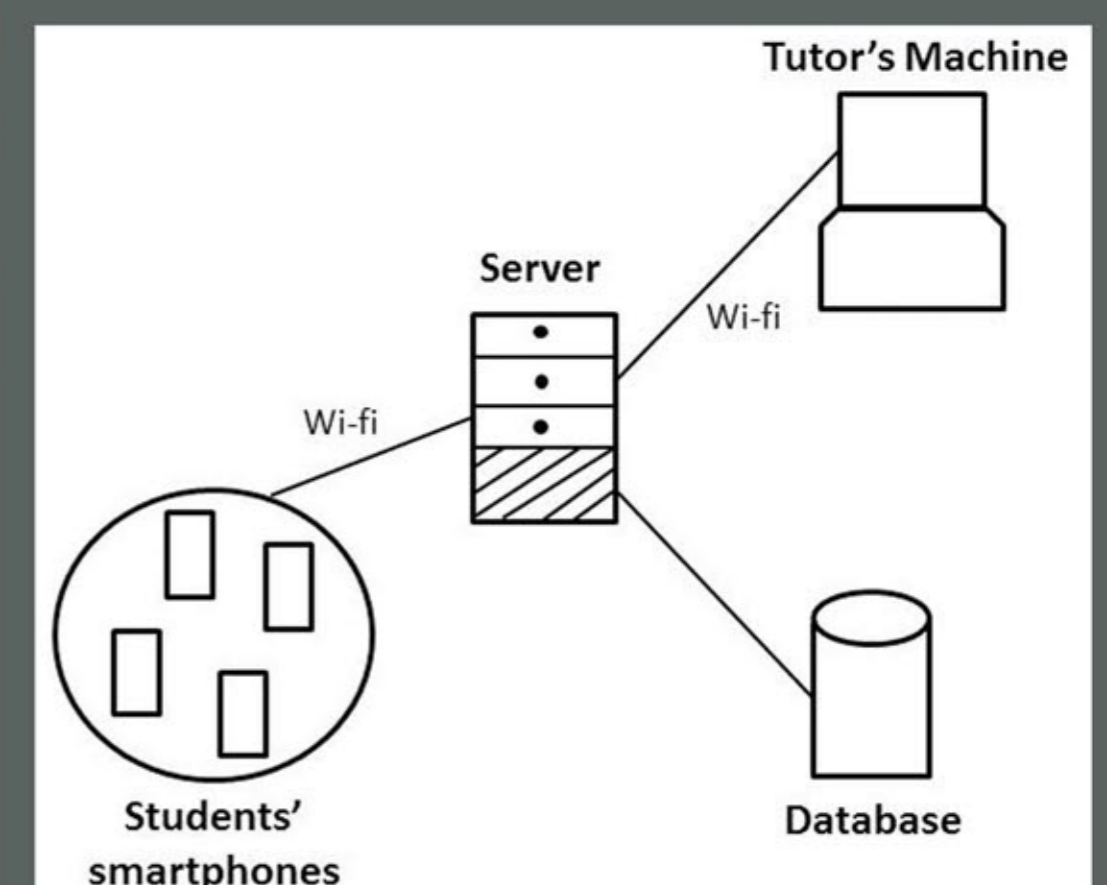 Tutor’s Machine
Server
Wi-fi
Wi-fi
Students’
smartphones
Database